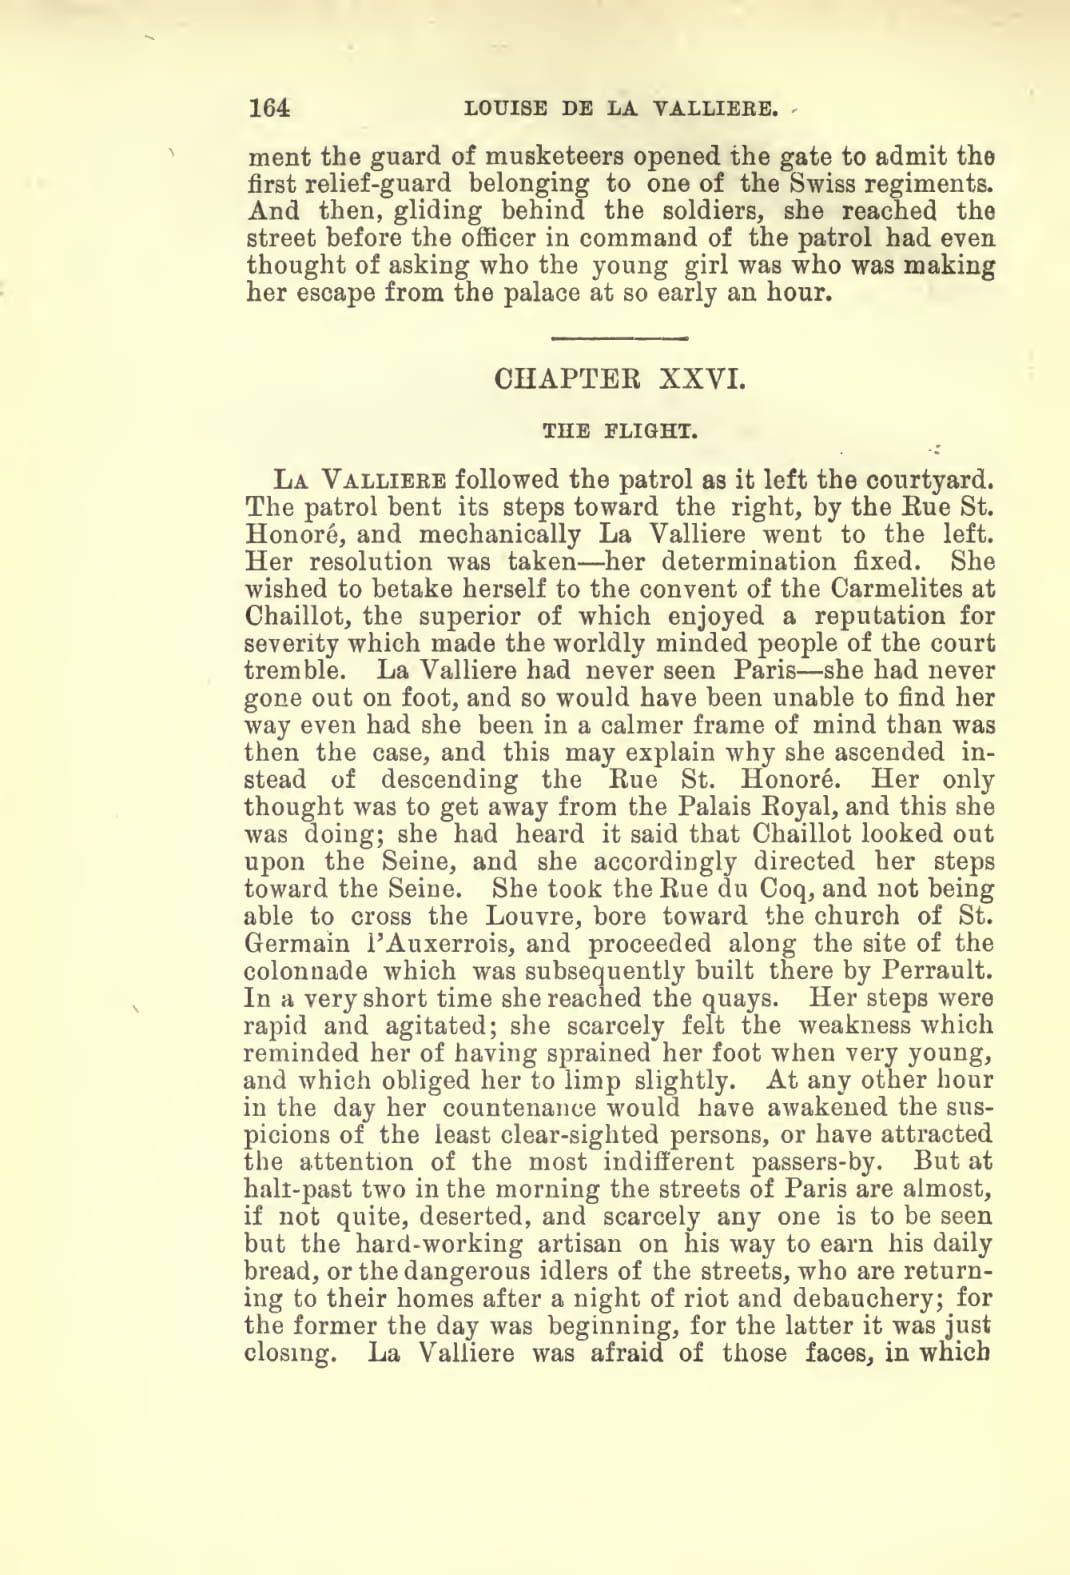 164 LOUISE DE LA VALLIERE.
ment the guard of musketeers opened the gate to admit the
first relief-guard belonging to one of the Swiss regiments.
And then, gliding behind the soldiers, she reached the
street before the officer in command of the patrol had even
thought of asking who the young girl was who was making
her escape from the palace at so early an hour.
CHAPTER XXVI.
THE FLIGHT.
LA VALLIERE followed the patrol as it left the courtyard.
The patrol bent its steps toward the right, by the Rue St.
Honoré, and mechanically La Valliere went to the left.
Her resolution was taken—her determination fixed. She
wished to betake herself to the convent of the Carmelites at
Chaillot, the superior of which enjoyed a reputation for
severity which made the worldly minded people of the court
tremble. La Valliere had never seen Paris—she had never
gone out on foot, and so would have been unable to find her
way even had she been in a calmer frame of mind than was
then the case, and this may explain why she ascended in-
stead of descending the Rue St. Honoré. Her only
thought was to get away from the Palais Royal, and this she
was doing; she had heard it said that Chaillot looked out
upon the Seine, and she accordingly directed her steps
toward the Seine. She took the Rue du Coq, and not being
able to cross the Louvre, bore toward the church of St.
Germain l'Auxerrois, and proceeded along the site of the
colonnade which was subsequently built there by Perrault.
In a very short time she reached the quays. Her steps were
rapid and agitated; she scarcely felt the weakness which
reminded her of having sprained her foot when very young,
and which obliged her to limp slightly. At any other hour
in the day her countenance would have awakened the sus-
picions of the least clear-sighted persons, or have attracted
the attention of the most indifferent passers-by. But at
half-past two in the morning the streets of Paris are almost,
if not quite, deserted, and scarcely any one is to be seen
but the hard-working artisan on his way to earn his daily
bread, or the dangerous idlers of the streets, who are return-
ing to their homes after a night of riot and debauchery; for
the former the day was beginning, for the latter it was just
closing. La Valliere was afraid of those faces, in which